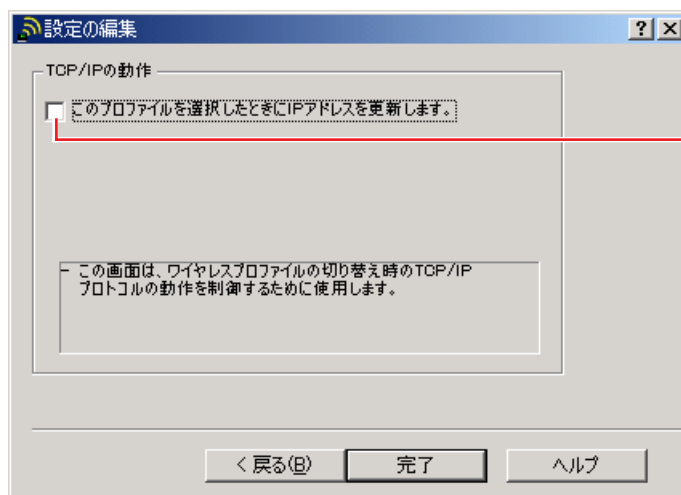 設定の編集
TCP/IPの動作
このプロファイルを選択したときにIPアドレスを更新します。
- この画面は、ワイヤレスプロファイルの切り替え時のTCP/IP
プロトコルの動作を制御するために使用します。
< 戻る(B) 完了 ヘルプ